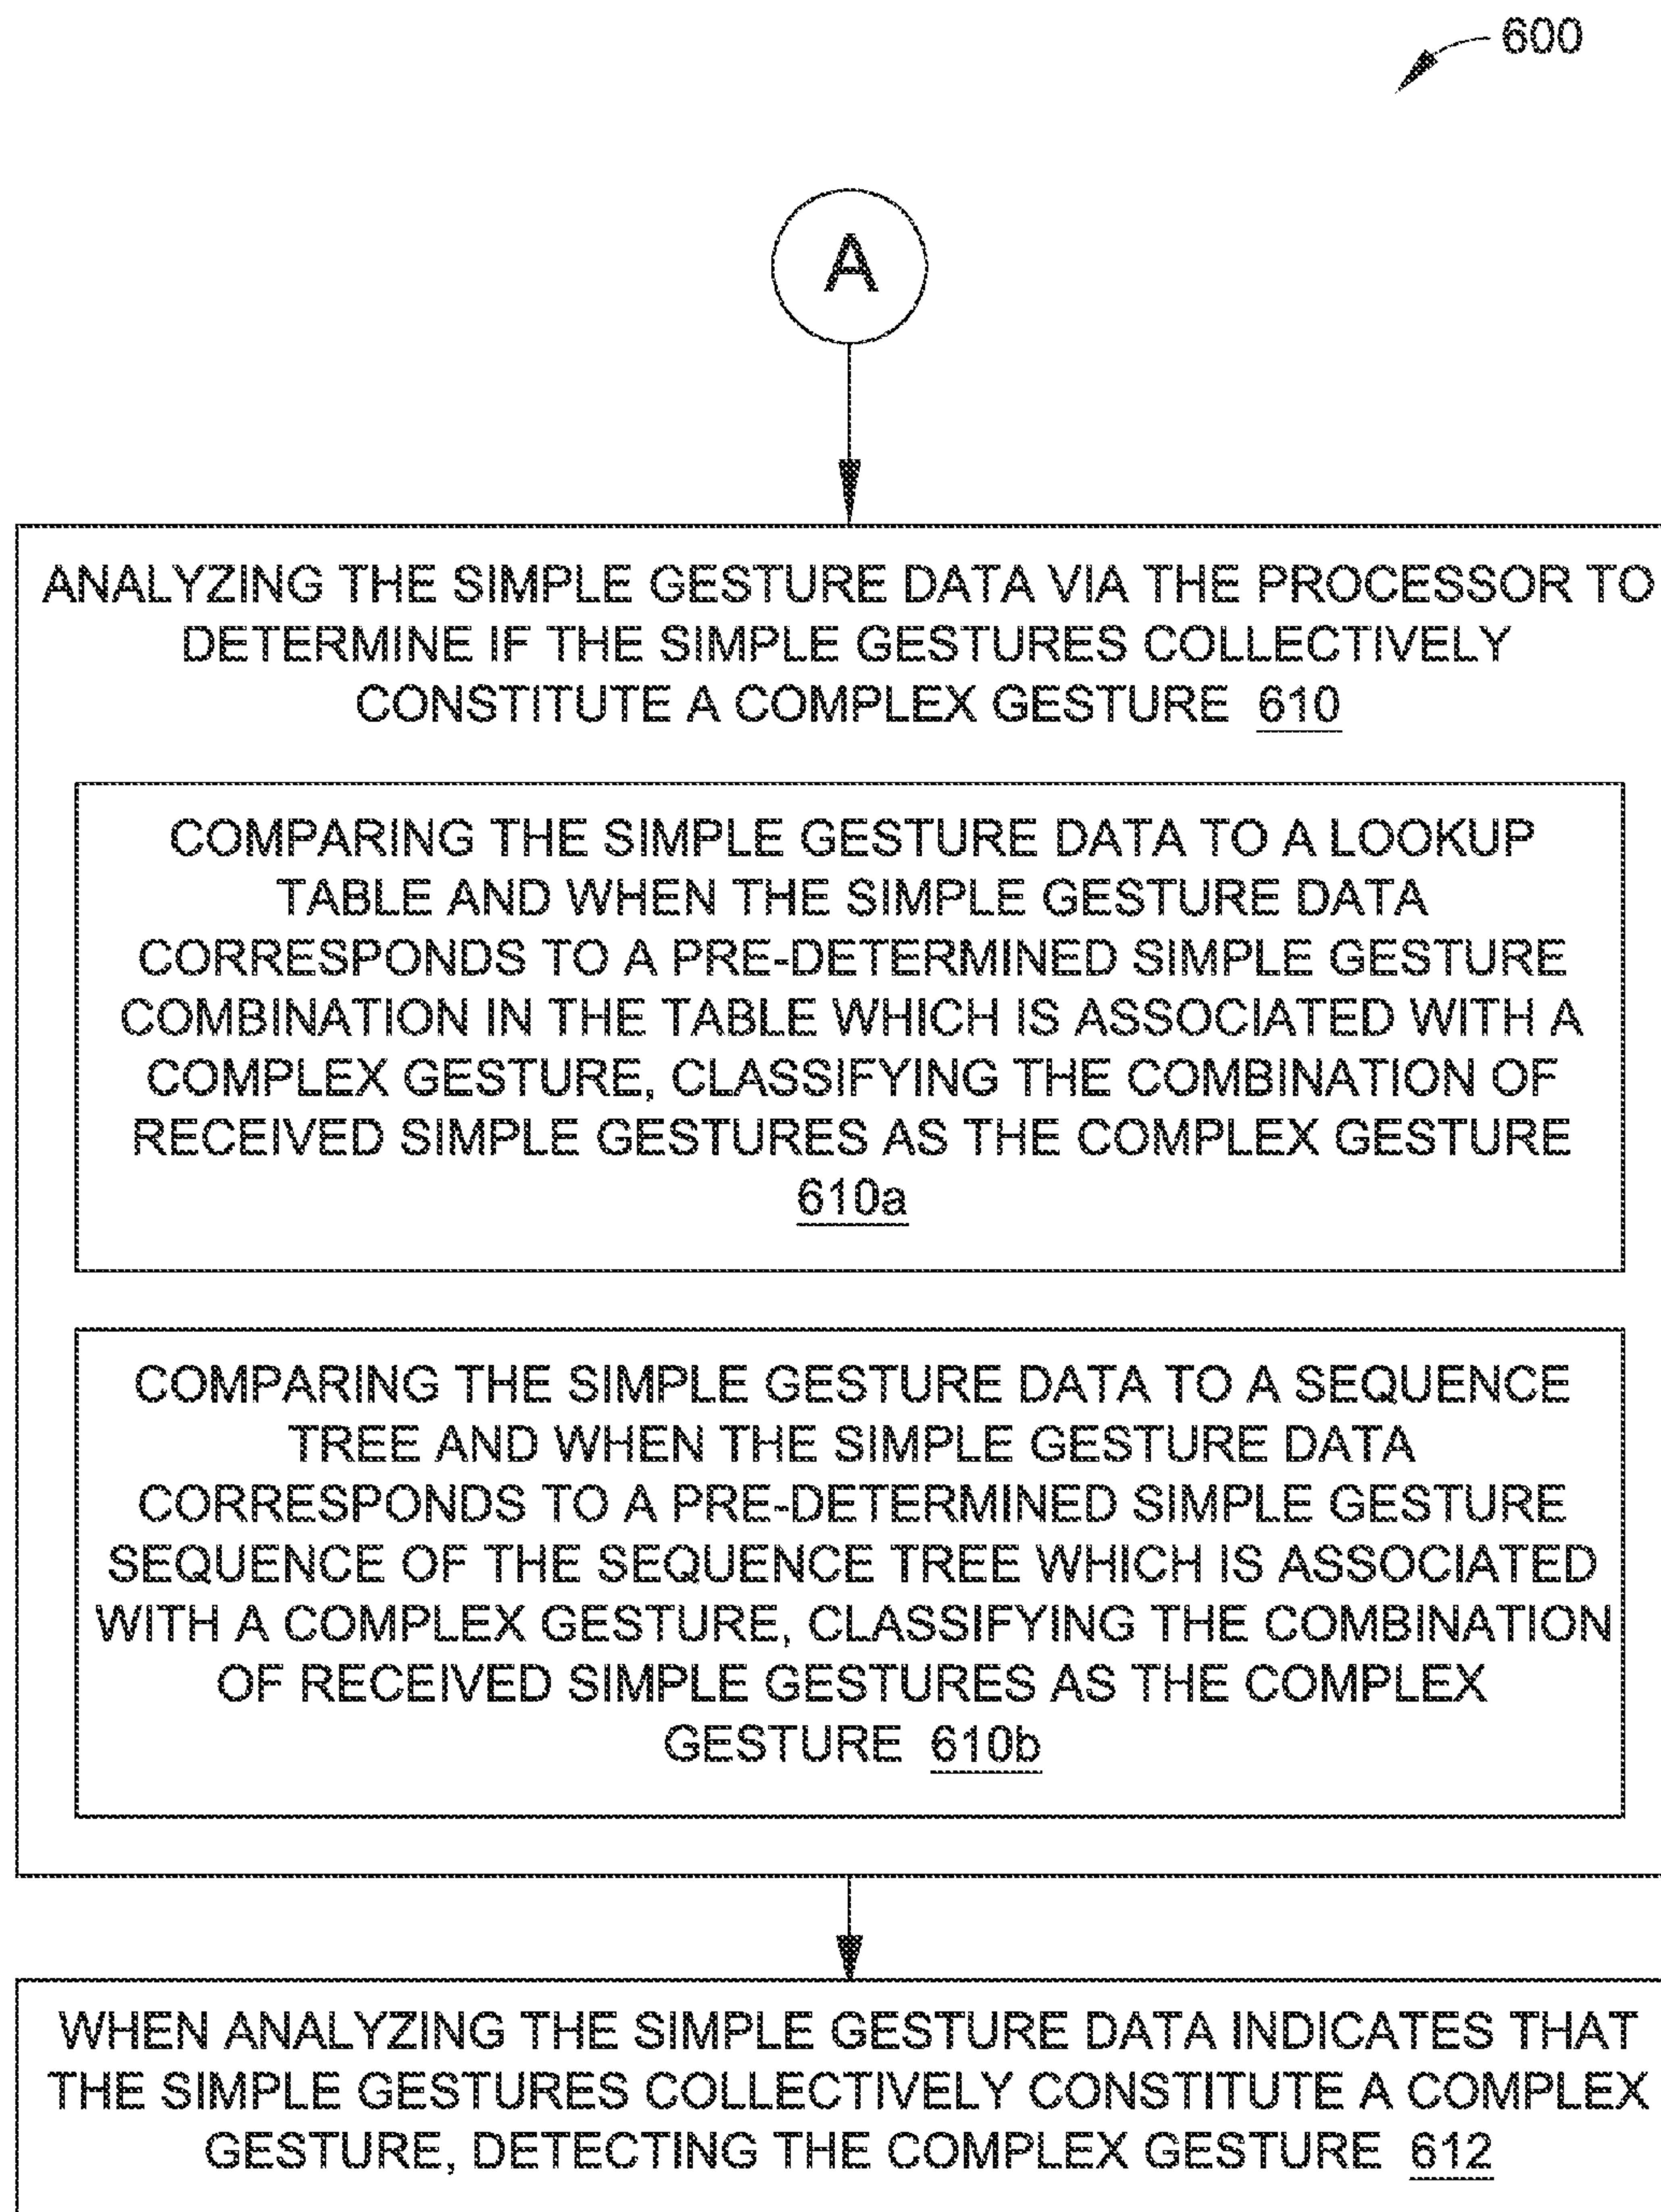 600
A
ANALYZING THE SIMPLE GESTURE DATA VIA THE PROCESSOR TO
DETERMINE IF THE SIMPLE GESTURES COLLECTIVELY
CONSTITUTE A COMPLEX GESTURE 610
COMPARING THE SIMPLE GESTURE DATA TO A LOOKUP
TABLE AND WHEN THE SIMPLE GESTURE DATA
CORRESPONDS TO A PRE-DETERMINED SIMPLE GESTURE
COMBINATION IN THE TABLE WHICH IS ASSOCIATED WITH A
COMPLEX GESTURE, CLASSIFYING THE COMBINATION OF
RECEIVED SIMPLE GESTURES AS THE COMPLEX GESTURE
610a
COMPARING THE SIMPLE GESTURE DATA TO A SEQUENCE
TREE AND WHEN THE SIMPLE GESTURE DATA
CORRESPONDS TO A PRE-DETERMINED SIMPLE GESTURE
SEQUENCE OF THE SEQUENCE TREE WHICH IS ASSOCIATED
WITH A COMPLEX GESTURE, CLASSIFYING THE COMBINATION
OF RECEIVED SIMPLE GESTURES AS THE COMPLEX
GESTURE 610b
WHEN ANALYZING THE SIMPLE GESTURE DATA INDICATES THAT
THE SIMPLE GESTURES COLLECTIVELY CONSTITUTE A COMPLEX
GESTURE, DETECTING THE COMPLEX GESTURE 612